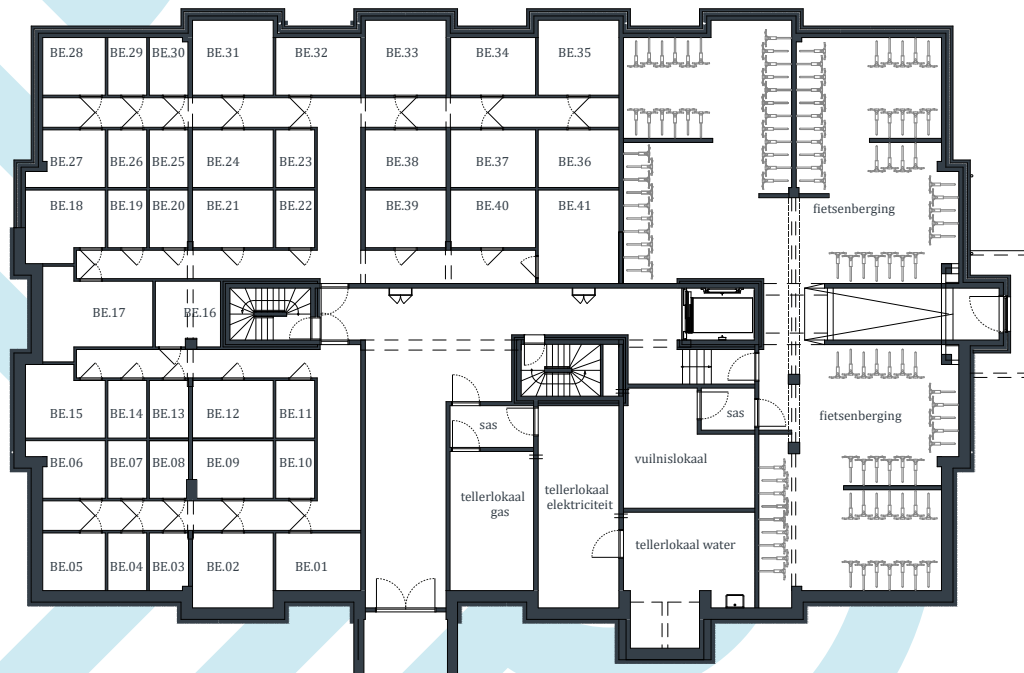 BE.28 BE.29 BE.30 BE.31 BE.32 BE.33 BE.34 BE.35
BE.27 BE.26 BE.25 BE.24 BE.23 BE.38 BE.37 BE.36
BE.18 BE.19 BE.20 BE.21 BE.22 BE.39 BE.40 BE.41
fietsenberging
BE.17 BE.16
BE.15 BE.14 BE.13 BE.12 BE.11
sas
sas
fietsenberging
BE.06 BE.07 BE.08 BE.09 BE.10
vuilnislokaal
tellerlokaal
gas
tellerlokaal
elektriciteit
tellerlokaal water
BE.05 BE.04 BE.03 BE.02 BE.01